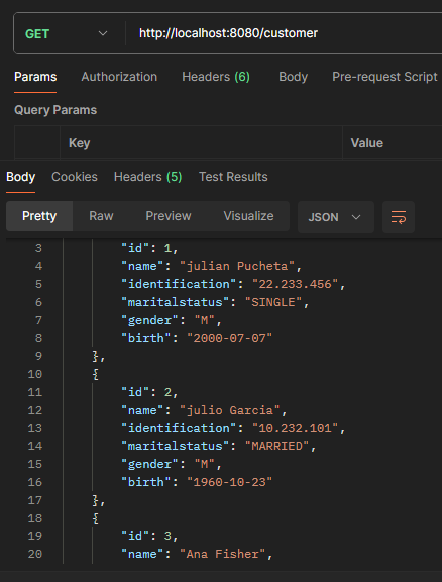 GET http://localhost:8080/customer
Params Authorization Headers (6) Body Pre-request Script
Query Params
Key Value
Body Cookies Headers (5) Test Results
Pretty Raw Preview Visualize JSON
3 "id": 1,
4 "name": "julian Pucheta",
5 "identification": "22.233.456",
6 "maritalstatus": "SINGLE",
7 "gender": "M",
8 "birth": "2000-07-07"
9 },
10 {
11 "id": 2,
12 "name": "julio Garcia",
13 "identification": "10.232.101",
14 "maritalstatus": "MARRIED",
15 "gender": "M",
16 "birth": "1960-10-23"
17 },
18 {
19 "id": 3,
20 "name": "Ana Fisher",